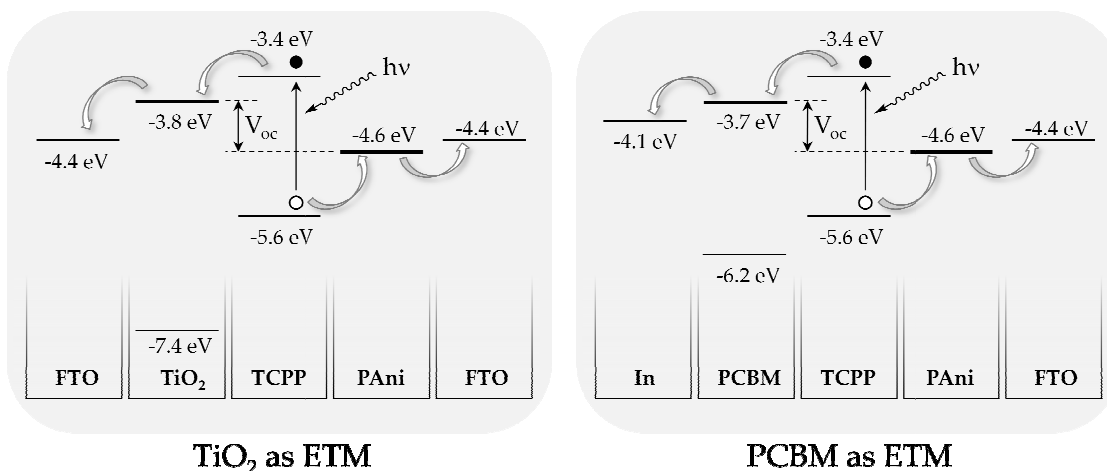 -3.4 eV
hν
-3.8 eV
Voc
-4.6 eV
-4.4 eV
-4.4 eV
-5.6 eV
-7.4 eV
FTO
TiO₂
TCPP
PAni
FTO
TiO₂ as ETM
-3.4 eV
hν
-4.1 eV
-3.7 eV
Voc
-4.6 eV
-4.4 eV
-5.6 eV
-6.2 eV
In
PCBM
TCPP
PAni
FTO
PCBM as ETM